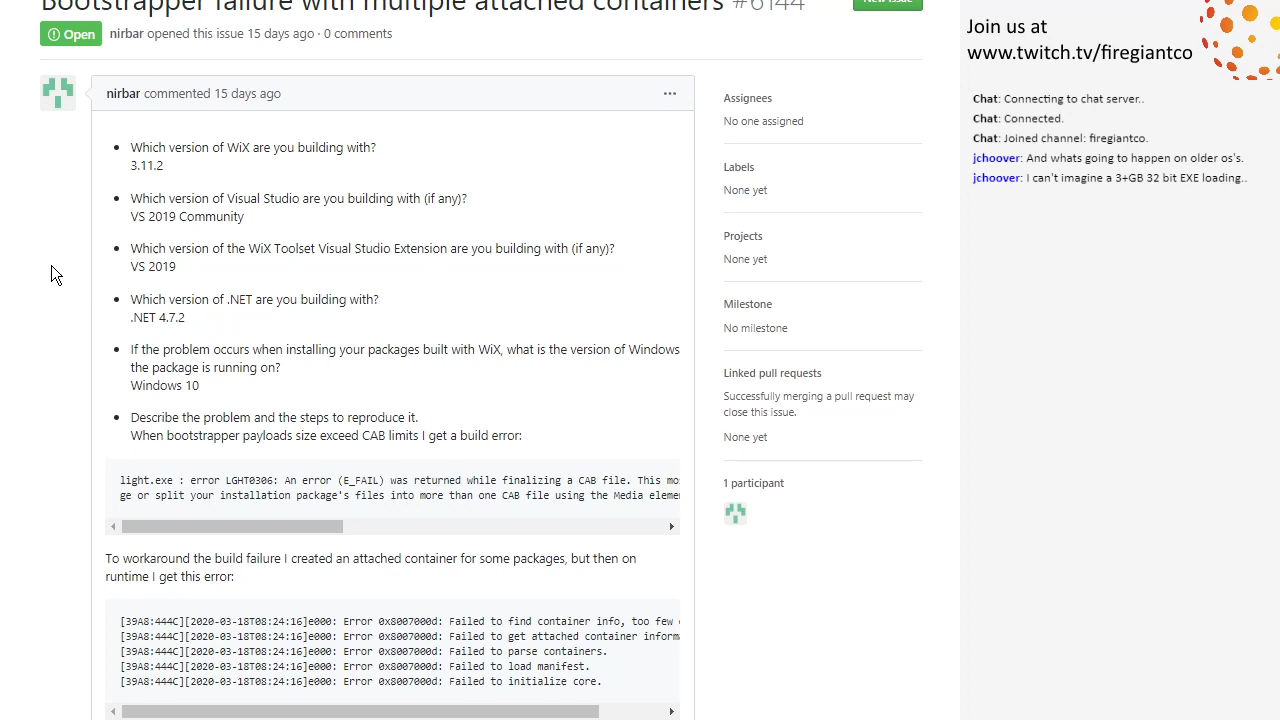 Bootstrapper failure with multiple attached containers #6144
New issue
Open nirbar opened this issue 15 days ago · 0 comments
nirbar commented 15 days ago
• Which version of WiX are you building with?
3.11.2
• Which version of Visual Studio are you building with (if any)?
VS 2019 Community
• Which version of the WiX Toolset Visual Studio Extension are you building with (if any)?
VS 2019
• Which version of .NET are you building with?
.NET 4.7.2
• If the problem occurs when installing your packages built with WiX, what is the version of Windows
the package is running on?
Windows 10
• Describe the problem and the steps to reproduce it.
When bootstrapper payloads size exceed CAB limits I get a build error:
light.exe : error LGHT0306: An error (E_FAIL) was returned while finalizing a CAB file. This mo
ge or split your installation package's files into more than one CAB file using the Media eleme
To workaround the build failure I created an attached container for some packages, but then on
runtime I get this error:
[39A8:444C][2020-03-18T08:24:16]e000: Error 0x8007000d: Failed to find container info, too few
[39A8:444C][2020-03-18T08:24:16]e000: Error 0x8007000d: Failed to get attached container inform
[39A8:444C][2020-03-18T08:24:16]e000: Error 0x8007000d: Failed to parse containers.
[39A8:444C][2020-03-18T08:24:16]e000: Error 0x8007000d: Failed to load manifest.
[39A8:444C][2020-03-18T08:24:16]e000: Error 0x8007000d: Failed to initialize core.
Assignees
No one assigned
Labels
None yet
Projects
None yet
Milestone
No milestone
Linked pull requests
Successfully merging a pull request may
close this issue.
None yet
1 participant
Join us at
www.twitch.tv/firegiantco
Chat: Connecting to chat server..
Chat: Connected.
Chat: Joined channel: firegiantco.
jchoover: And whats going to happen on older os's.
jchoover: I can't imagine a 3+GB 32 bit EXE loading..